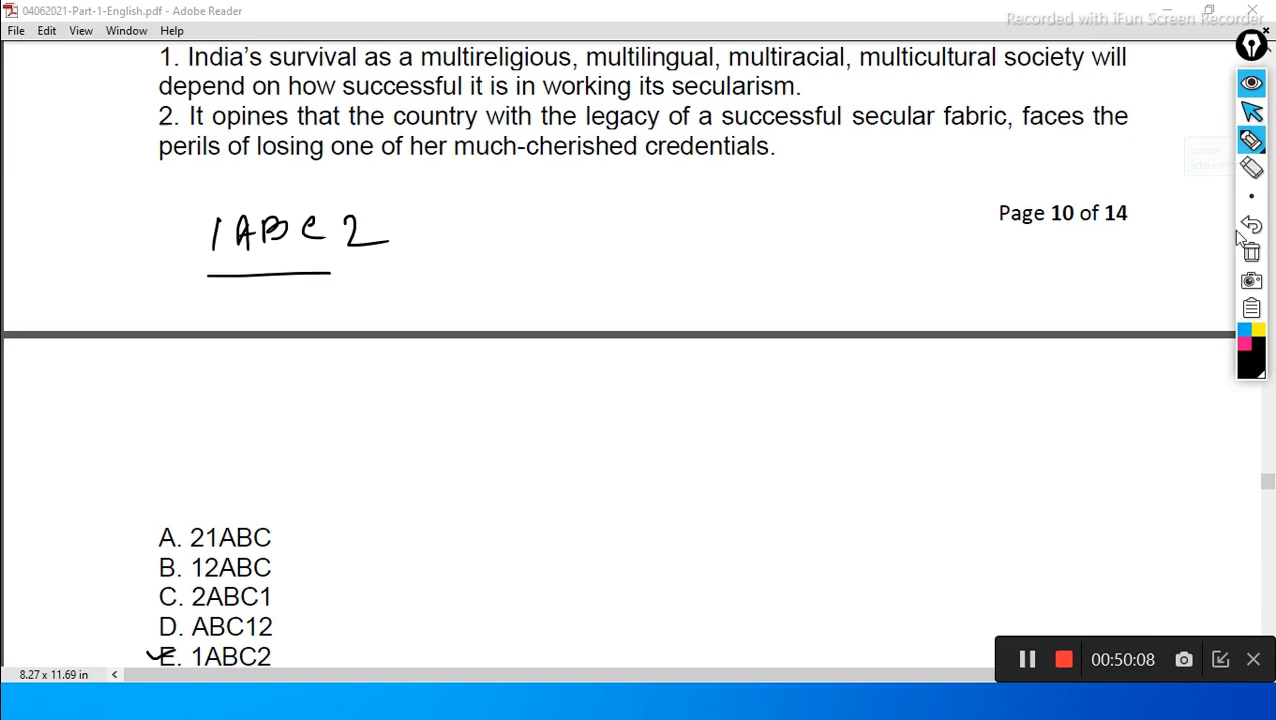 04062021-Part-1-English.pdf - Adobe Reader
Recorded with iFun Screen Recorder
File Edit View Window Help
1. India's survival as a multireligious, multilingual, multiracial, multicultural society will
depend on how successful it is in working its secularism.
2. It opines that the country with the legacy of a successful secular fabric, faces the
perils of losing one of her much-cherished credentials.
Page 10 of 14
1ABC2
A. 21ABC
B. 12ABC
C. 2ABC1
D. ABC12
E. 1ABC2
8.27 x 11.69 in
00:50:08